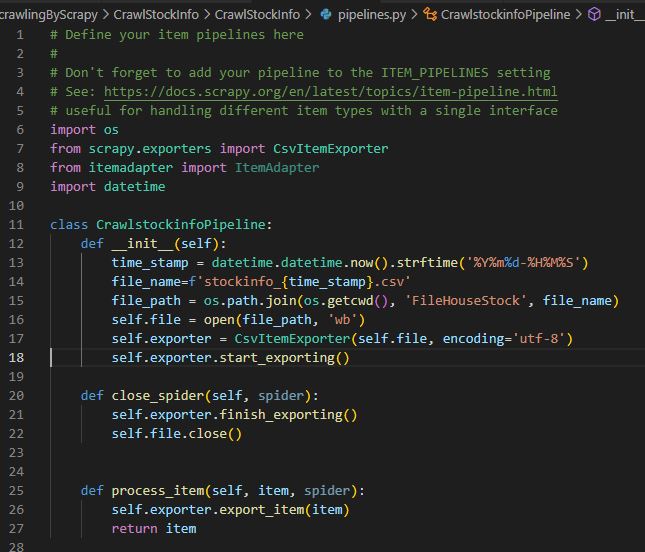 crawlingByScrapy > CrawlStockInfo > CrawlStockInfo > pipelines.py > CrawlstockinfoPipeline > __init__
1 # Define your item pipelines here
2 #
3 # Don't forget to add your pipeline to the ITEM_PIPELINES setting
4 # See: https://docs.scrapy.org/en/latest/topics/item-pipeline.html
5 # useful for handling different item types with a single interface
6 import os
7 from scrapy.exporters import CsvItemExporter
8 from itemadapter import ItemAdapter
9 import datetime
10
11 class CrawlstockinfoPipeline:
12     def __init__(self):
13         time_stamp = datetime.datetime.now().strftime('%Y%m%d-%H%M%S')
14         file_name=f'stockinfo_{time_stamp}.csv'
15         file_path = os.path.join(os.getcwd(), 'FileHouseStock', file_name)
16         self.file = open(file_path, 'wb')
17         self.exporter = CsvItemExporter(self.file, encoding='utf-8')
18         self.exporter.start_exporting()
19
20     def close_spider(self, spider):
21         self.exporter.finish_exporting()
22         self.file.close()
23
24
25     def process_item(self, item, spider):
26         self.exporter.export_item(item)
27         return item
28